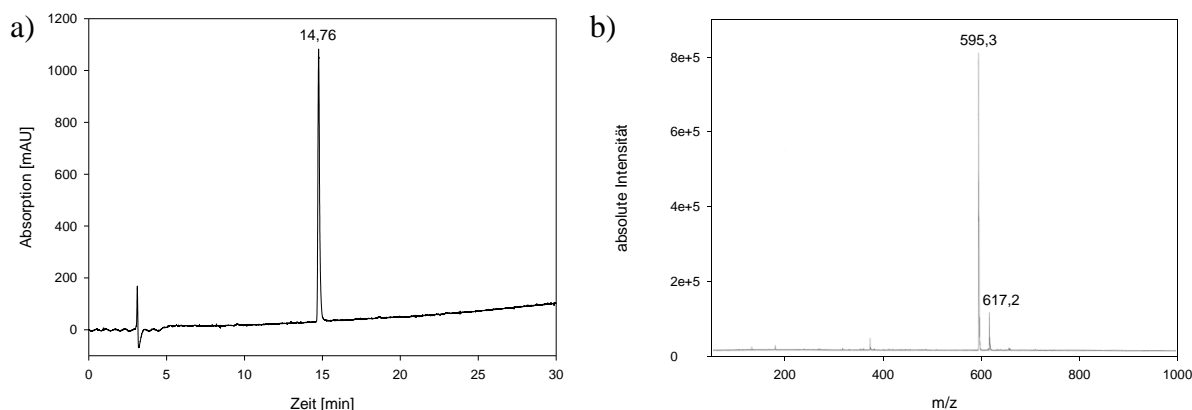 a)
1200
1000
800
600
400
200
0
14,76
Absorption [mAU]
0 5 10 15 20 25 30
Zeit [min]
b)
8e+5
6e+5
4e+5
2e+5
0
595,3
617,2
absolute Intensität
200 400 600 800 1000
m/z